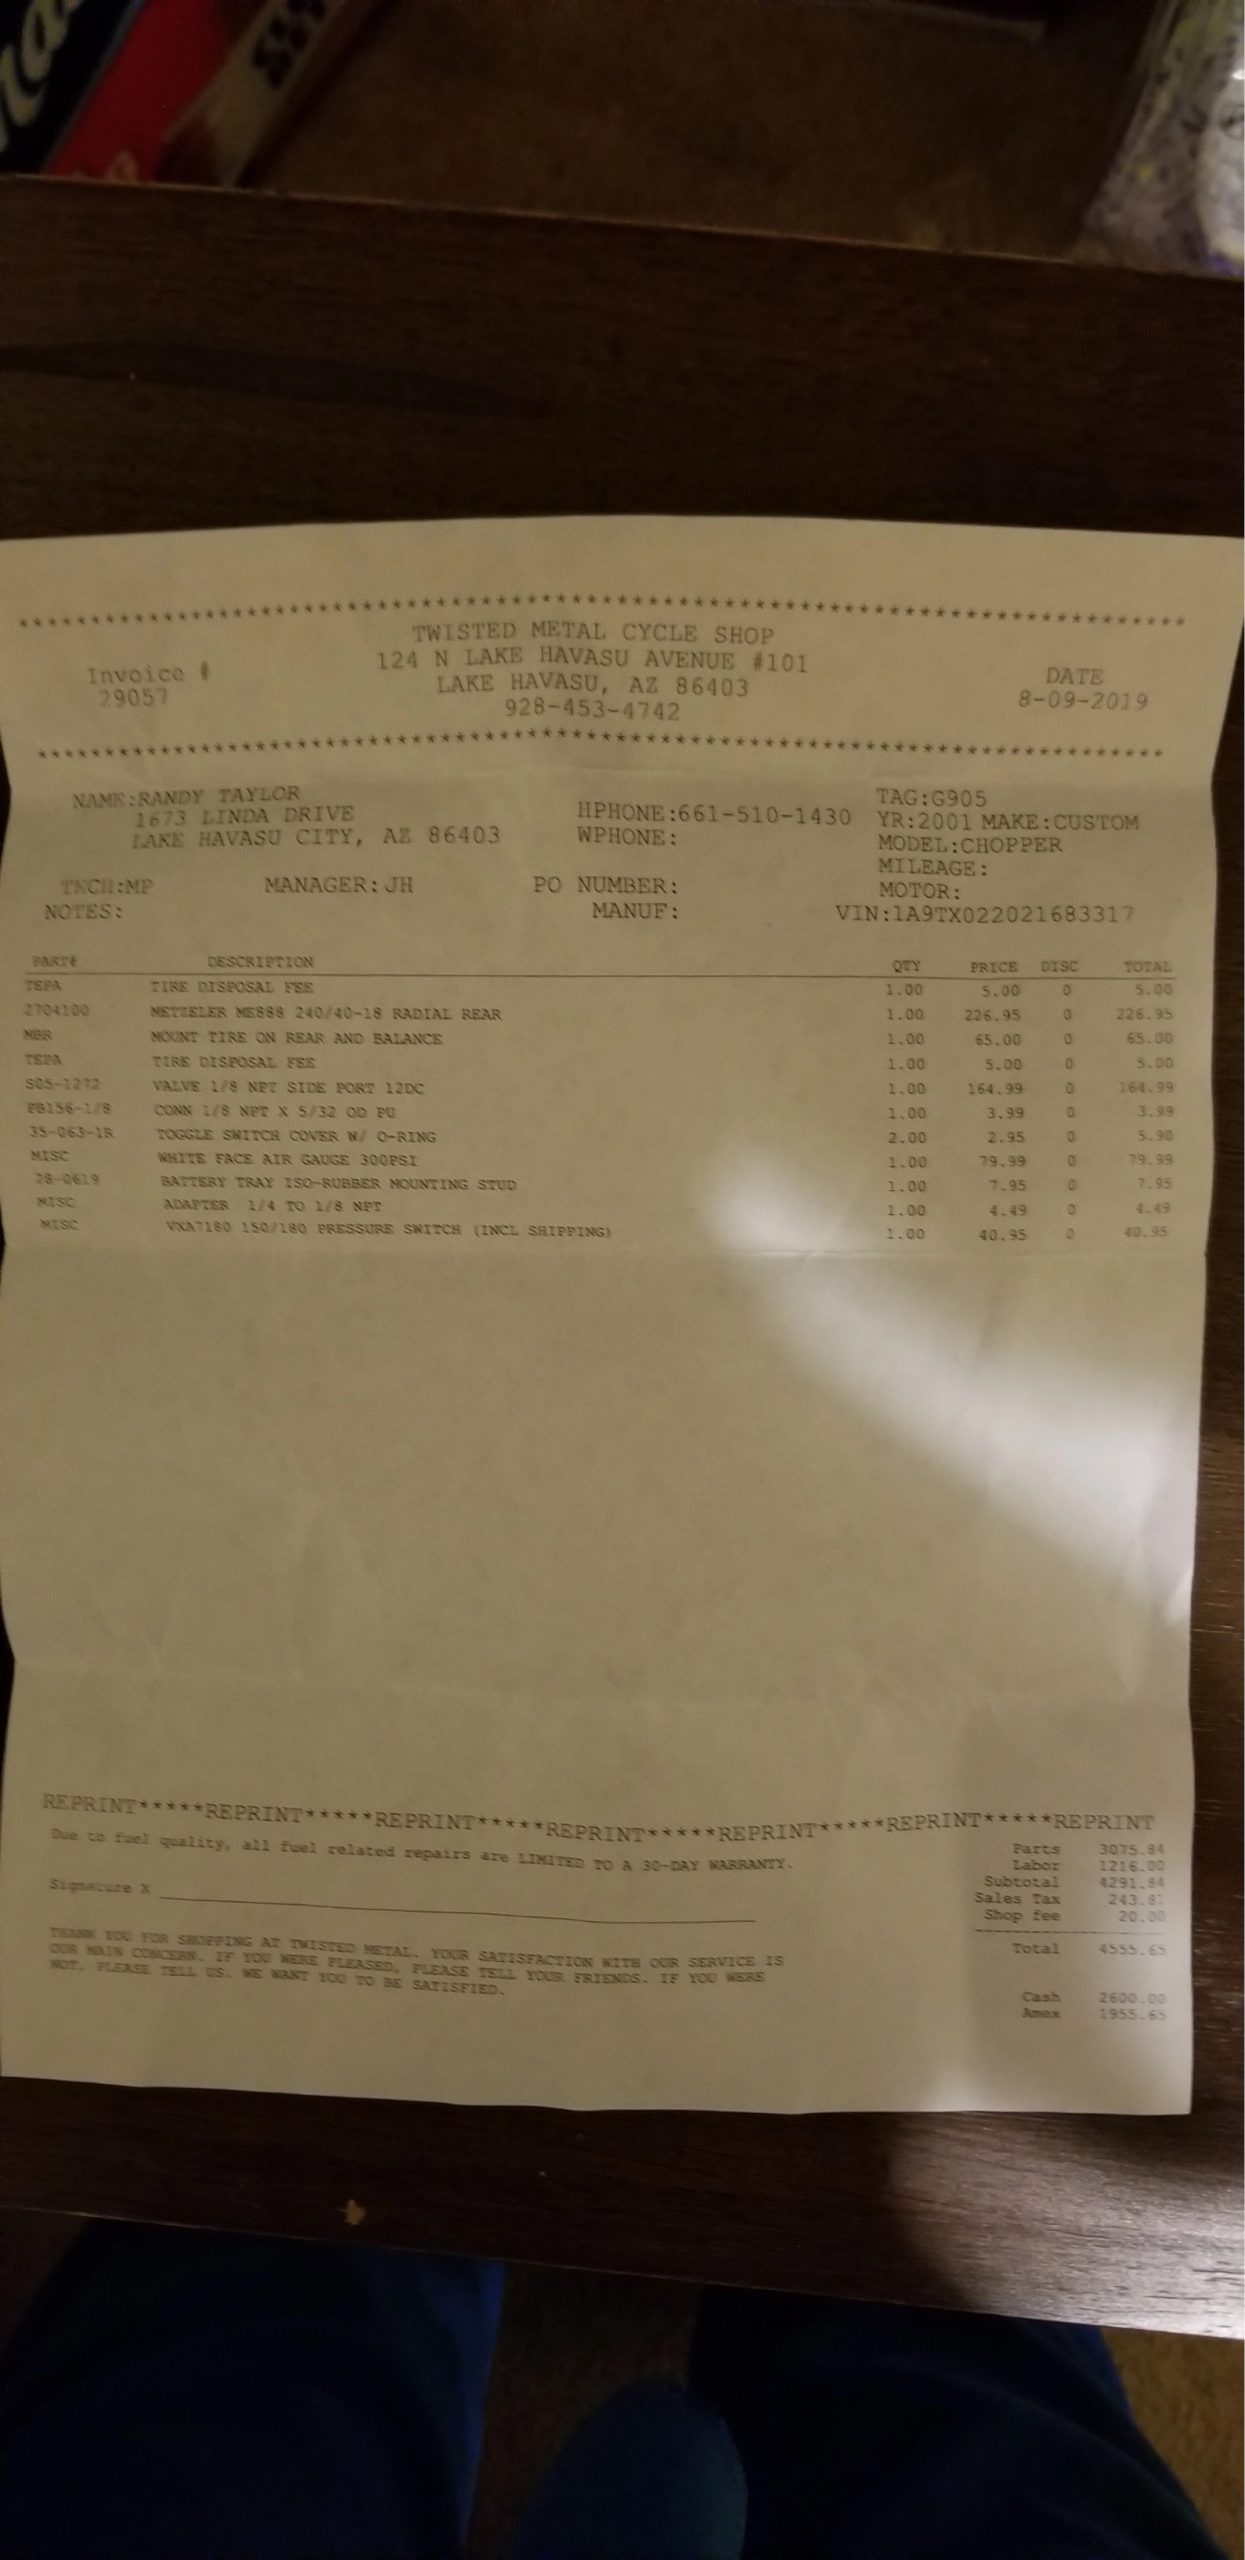 ****************************************************************************************
TWISTED METAL CYCLE SHOP
124 N LAKE HAVASU AVENUE #101
LAKE HAVASU, AZ 86403
928-453-4742
Invoice #
29057
DATE
8-09-2019
****************************************************************************************
NAME:RANDY TAYLOR
1673 LINDA DRIVE
LAKE HAVASU CITY, AZ 86403
HPHONE:661-510-1430
WPHONE:
TAG:G905
YR:2001 MAKE:CUSTOM
MODEL:CHOPPER
MILEAGE:
MOTOR:
TECH:MP MANAGER:JH PO NUMBER:
NOTES: MANUF: VIN:1A9TX022021683317
PART# DESCRIPTION QTY PRICE DISC TOTAL
TEPA TIRE DISPOSAL FEE 1.00 5.00 0 5.00
2704100 METZELER ME888 240/40-18 RADIAL REAR 1.00 226.95 0 226.95
MBR MOUNT TIRE ON REAR AND BALANCE 1.00 65.00 0 65.00
TEPA TIRE DISPOSAL FEE 1.00 5.00 0 5.00
S05-1272 VALVE 1/8 NPT SIDE PORT 12DC 1.00 164.99 0 164.99
PB156-1/8 CONN 1/8 NPT X 5/32 OD PU 1.00 3.99 0 3.99
35-063-1R TOGGLE SWITCH COVER W/ O-RING 2.00 2.95 0 5.90
MISC WHITE FACE AIR GAUGE 300PSI 1.00 79.99 0 79.99
28-0619 BATTERY TRAY ISO-RUBBER MOUNTING STUD 1.00 7.95 0 7.95
MISC ADAPTER 1/4 TO 1/8 NPT 1.00 4.49 0 4.49
MISC VXA7180 150/180 PRESSURE SWITCH (INCL SHIPPING) 1.00 40.95 0 40.95
REPRINT*****REPRINT*****REPRINT*****REPRINT*****REPRINT*****REPRINT*****REPRINT
Due to fuel quality, all fuel related repairs are LIMITED TO A 30-DAY WARRANTY.
Signature X
THANK YOU FOR SHOPPING AT TWISTED METAL. YOUR SATISFACTION WITH OUR SERVICE IS
OUR MAIN CONCERN. IF YOU WERE PLEASED, PLEASE TELL YOUR FRIENDS. IF YOU WERE
NOT, PLEASE TELL US. WE WANT YOU TO BE SATISFIED.
Parts 3075.84
Labor 1216.00
Subtotal 4291.84
Sales Tax 243.81
Shop fee 20.00
Total 4555.65
Cash 2600.00
Amex 1955.65